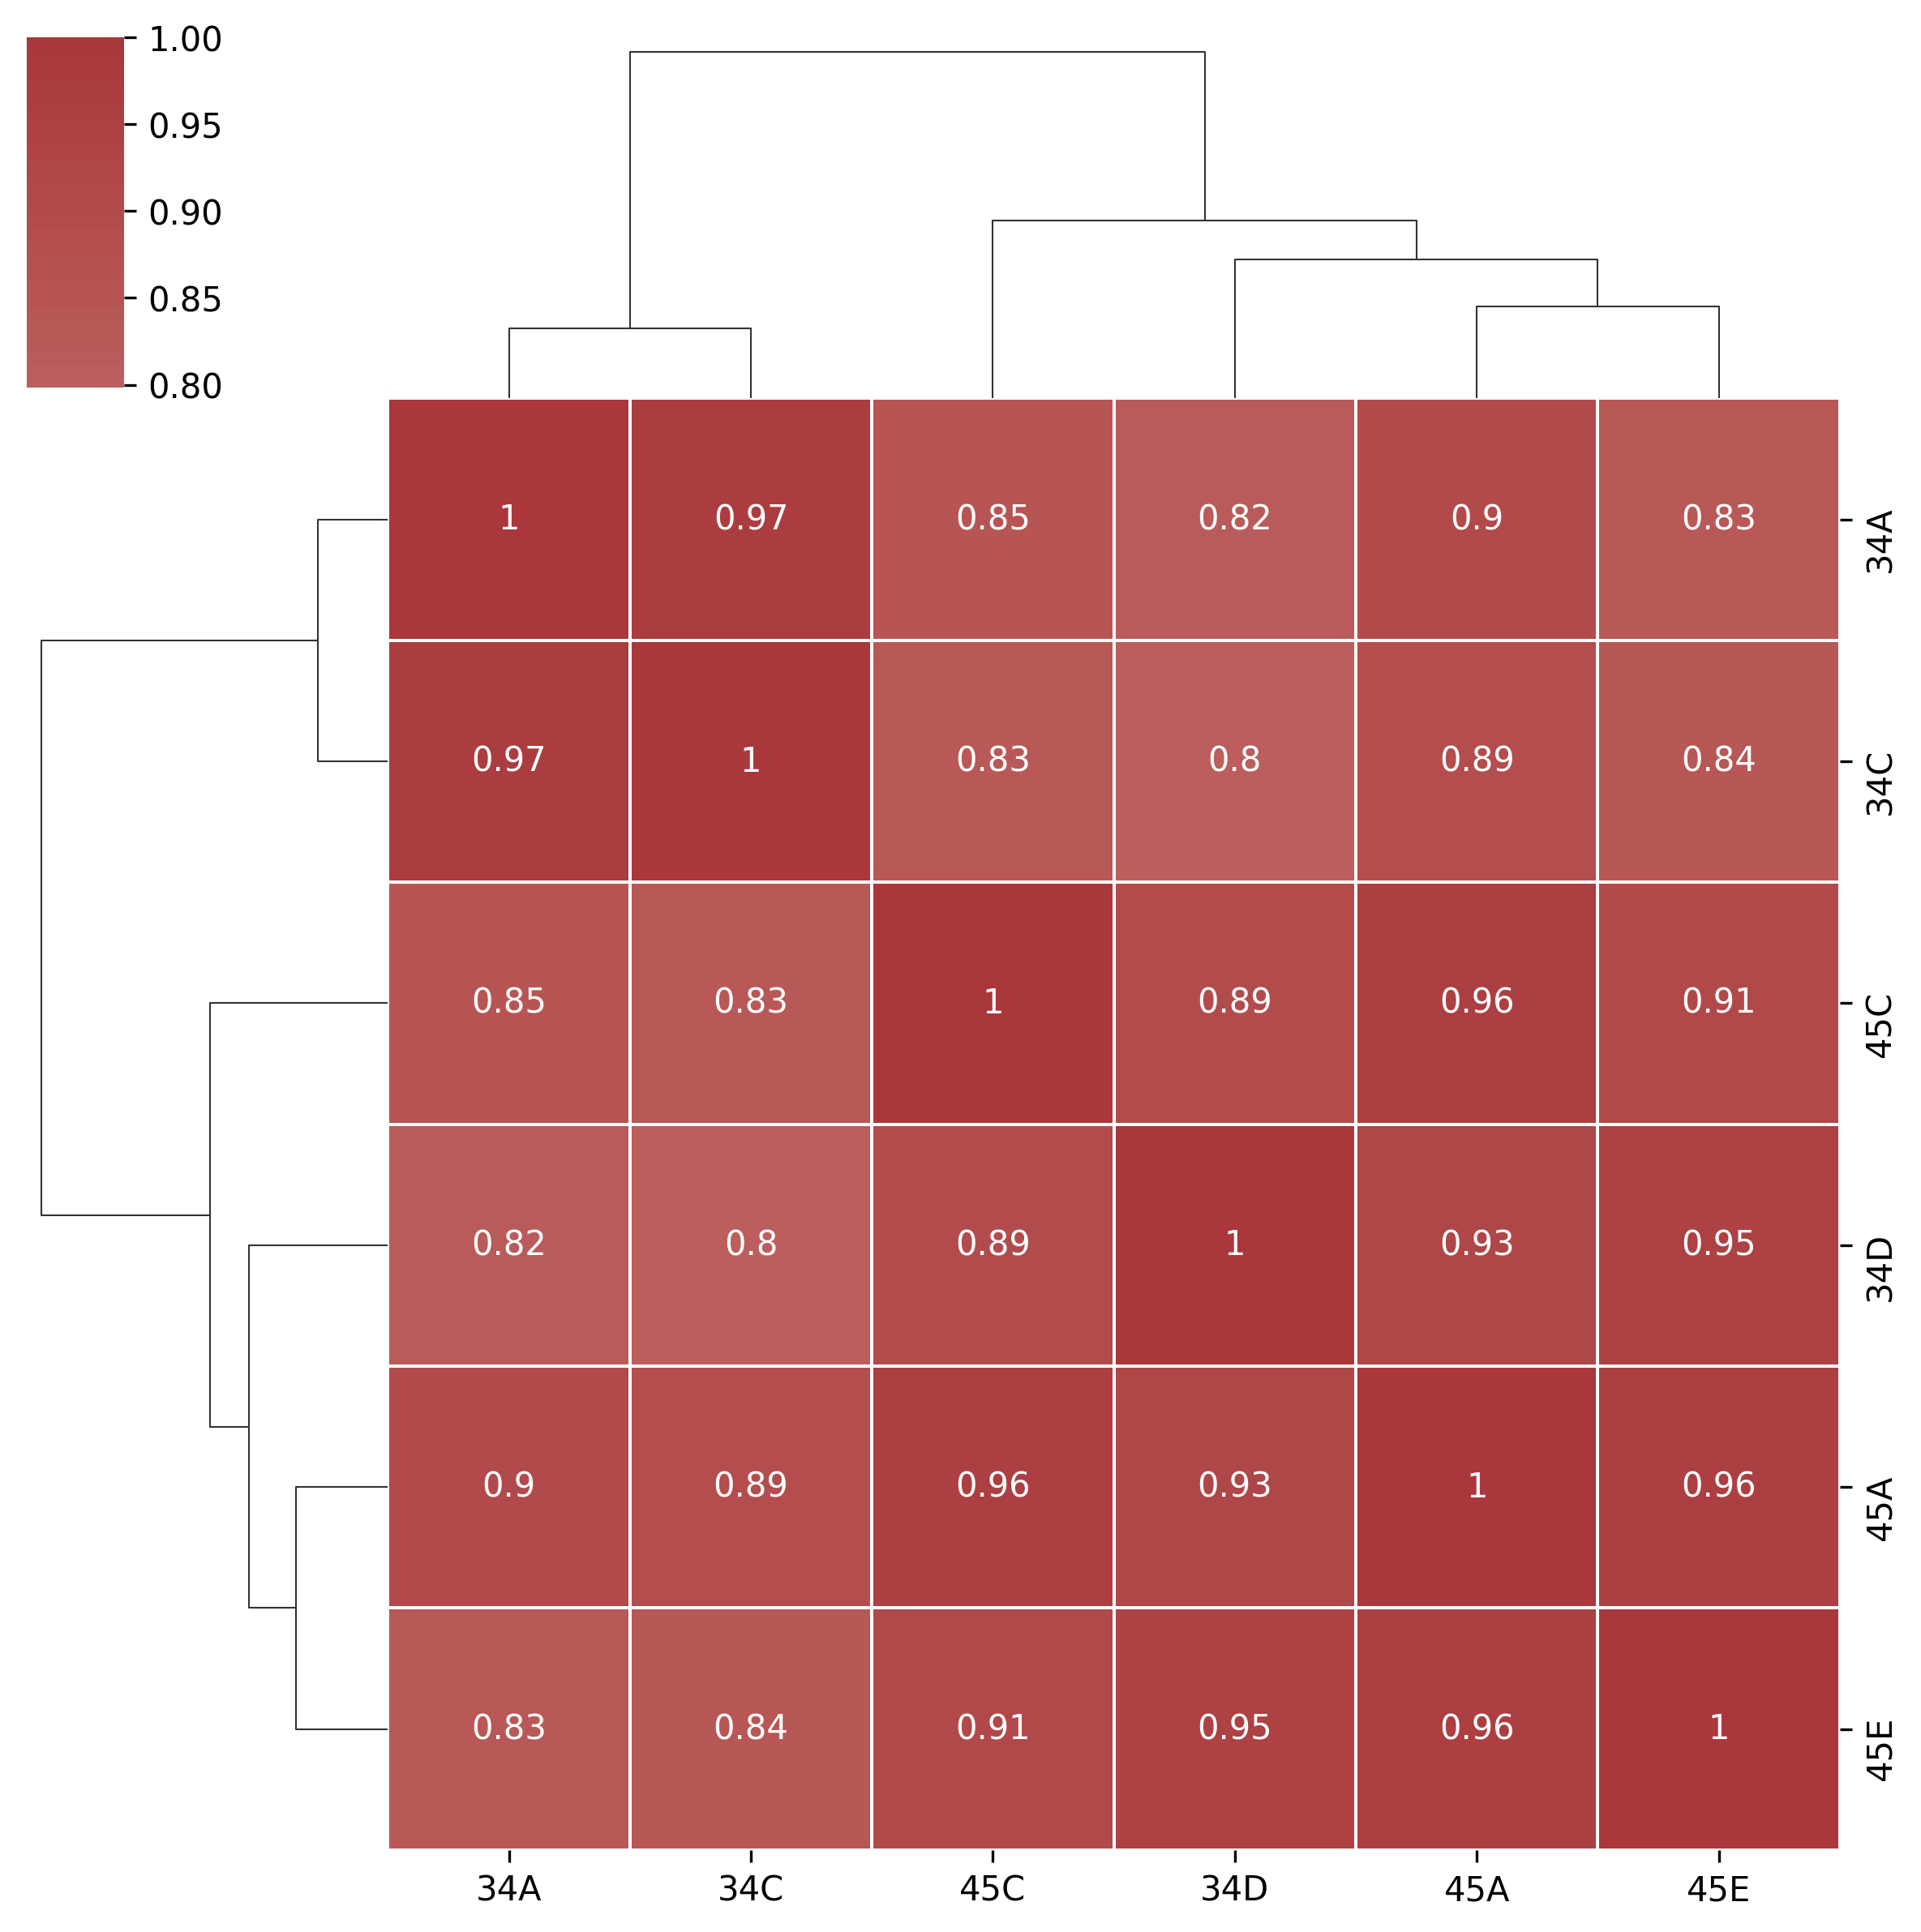 1.00
0.95
0.90
0.85
0.80
1 0.97 0.85 0.82 0.9 0.83 34A
0.97 1 0.83 0.8 0.89 0.84 34C
0.85 0.83 1 0.89 0.96 0.91 45C
0.82 0.8 0.89 1 0.93 0.95 34D
0.9 0.89 0.96 0.93 1 0.96 45A
0.83 0.84 0.91 0.95 0.96 1 45E
34A 34C 45C 34D 45A 45E